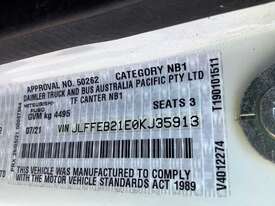 APPROVAL No. 50262 CATEGORY NB1
DAIMLER TRUCK AND BUS AUSTRALIA PACIFIC PTY LTD
MITSUBISHI FUSO TF CANTER NB1
GVM kg 4495 SEATS 3
07/21 VIN JLFFEB21E0KJ35913
THIS VEHICLE WAS MANUFACTURED TO COMPLY
WITH THE MOTOR VEHICLE STANDARDS ACT 1989
T190101511
V4012274